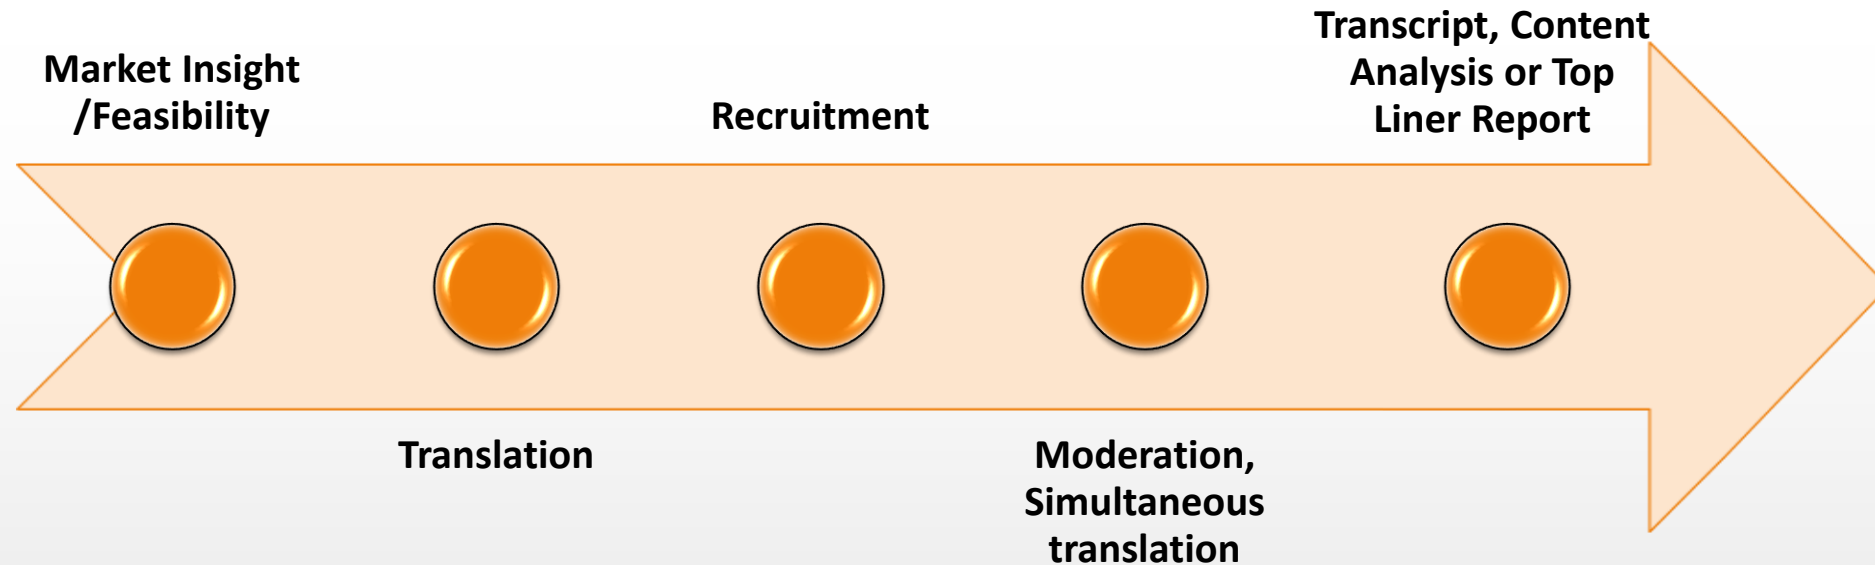 Market Insight
/Feasibility
Translation
Recruitment
Moderation,
Simultaneous
translation
Transcript, Content
Analysis or Top
Liner Report